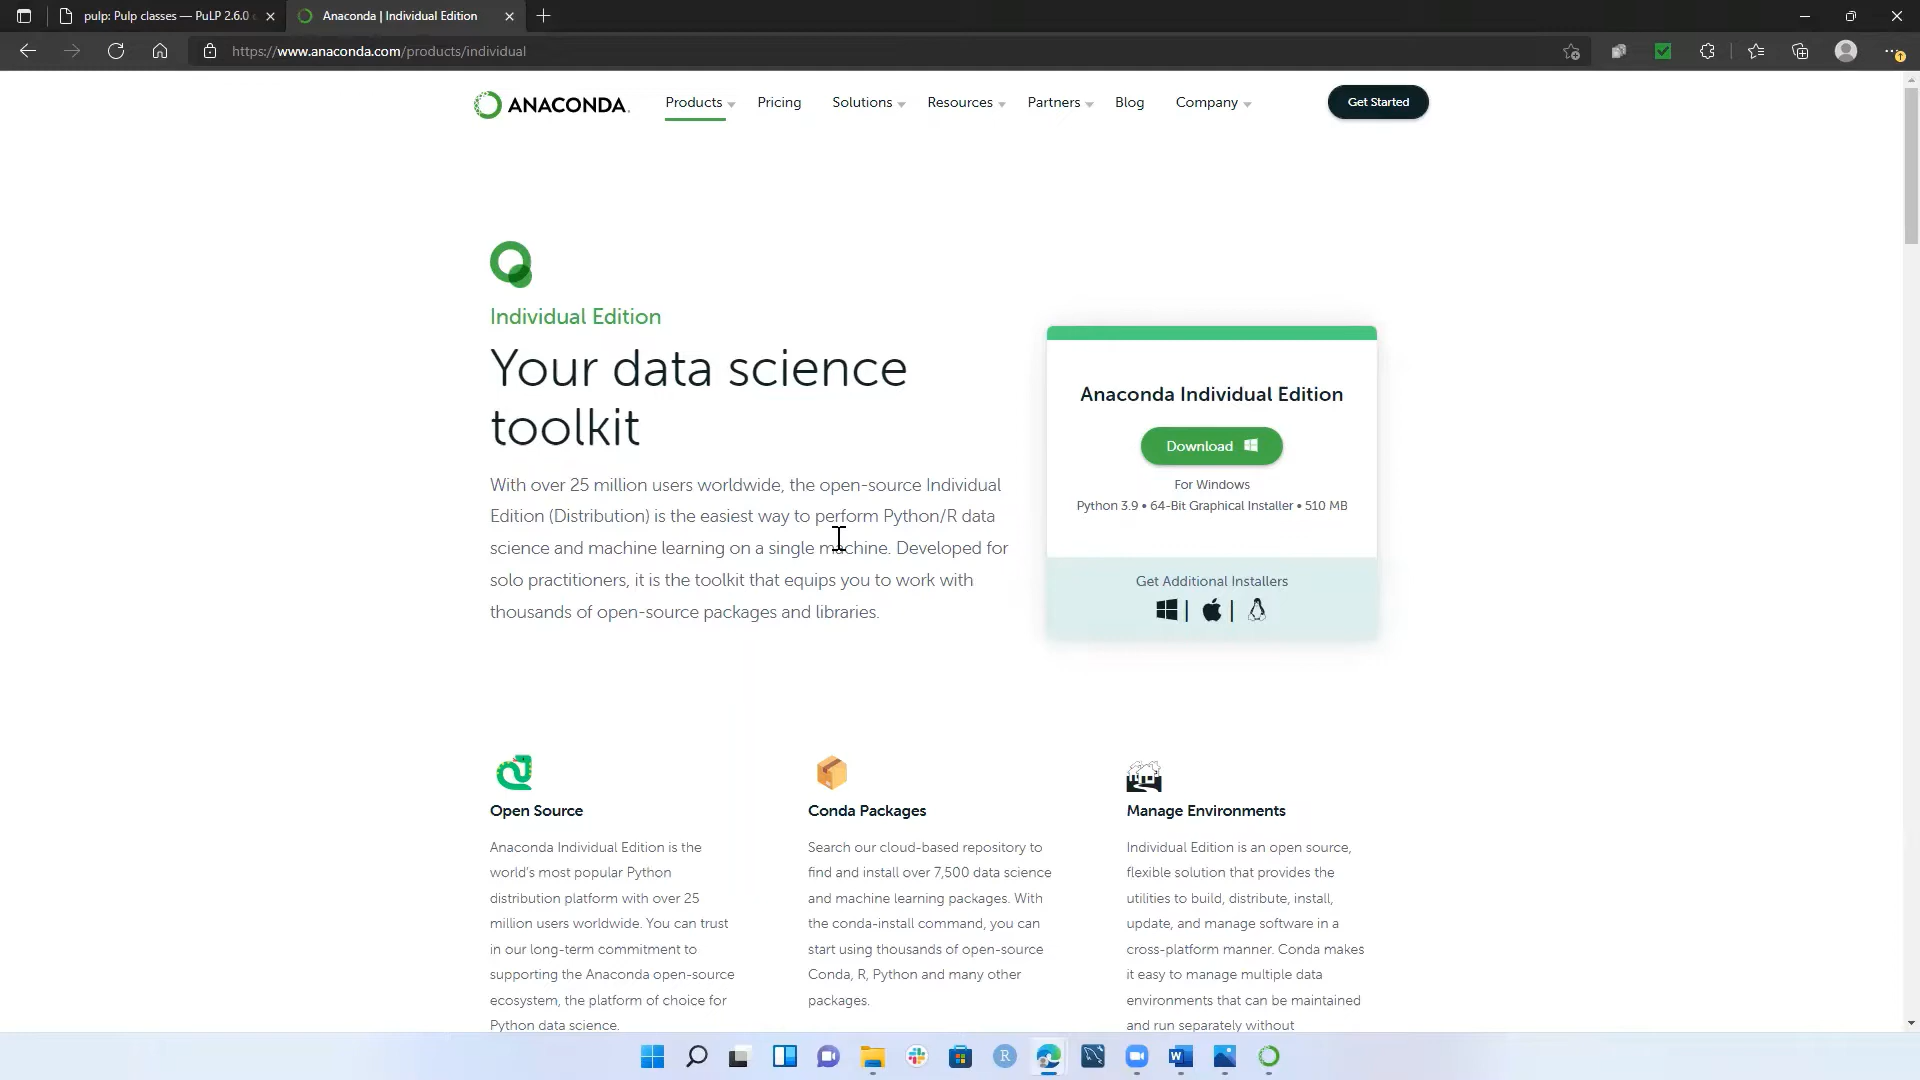 pulp: Pulp classes — PuLP 2.6.0
Anaconda | Individual Edition
https://www.anaconda.com/products/individual
ANACONDA.
Products
Pricing
Solutions
Resources
Partners
Blog
Company
Get Started
Individual Edition
Your data science
toolkit
With over 25 million users worldwide, the open-source Individual
Edition (Distribution) is the easiest way to perform Python/R data
science and machine learning on a single machine. Developed for
solo practitioners, it is the toolkit that equips you to work with
thousands of open-source packages and libraries.
Anaconda Individual Edition
Download
For Windows
Python 3.9 • 64-Bit Graphical Installer • 510 MB
Get Additional Installers
Open Source
Anaconda Individual Edition is the
world's most popular Python
distribution platform with over 25
million users worldwide. You can trust
in our long-term commitment to
supporting the Anaconda open-source
ecosystem, the platform of choice for
Python data science.
Conda Packages
Search our cloud-based repository to
find and install over 7,500 data science
and machine learning packages. With
the conda-install command, you can
start using thousands of open-source
Conda, R, Python and many other
packages.
Manage Environments
Individual Edition is an open source,
flexible solution that provides the
utilities to build, distribute, install,
update, and manage software in a
cross-platform manner. Conda makes
it easy to manage multiple data
environments that can be maintained
and run separately without